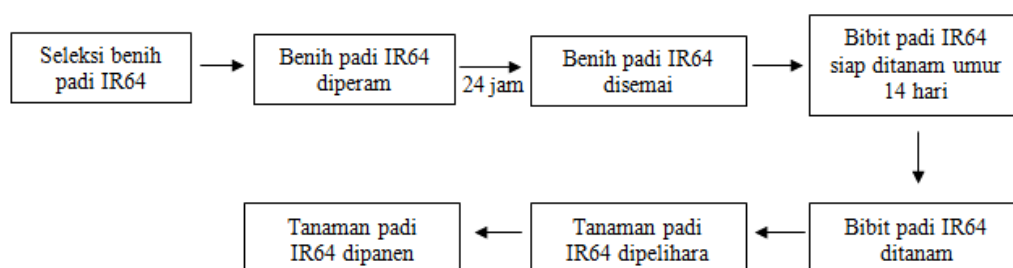 Seleksi benih
padi IR64
Benih padi IR64
diperam
24 jam
Benih padi IR64
disemai
Bibit padi IR64
siap ditanam umur
14 hari
Bibit padi IR64
ditanam
Tanaman padi
IR64 dipelihara
Tanaman padi
IR64 dipanen